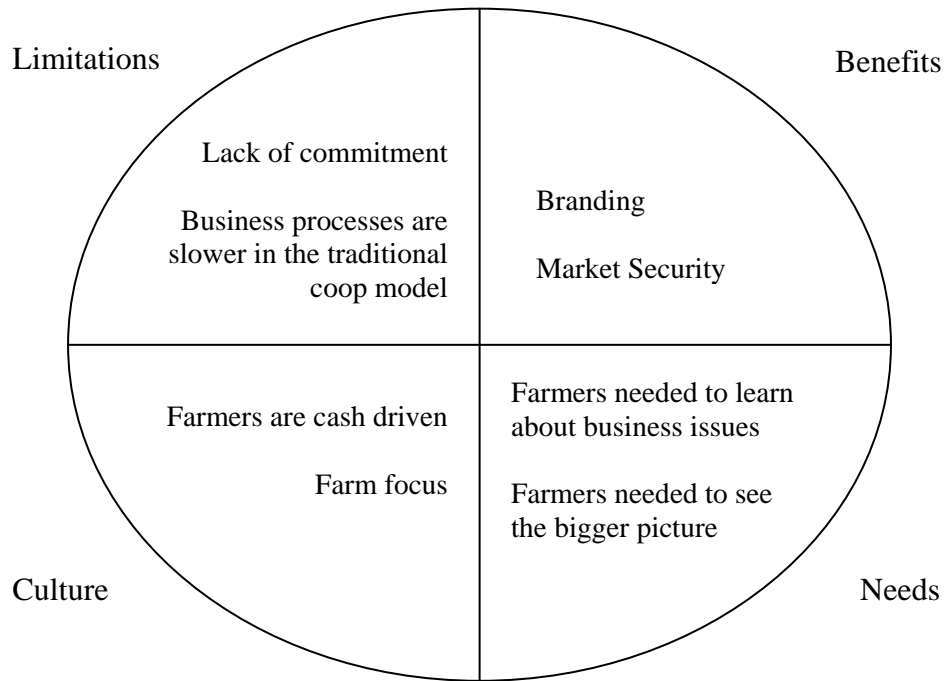 Limitations
Benefits
Lack of commitment
Business processes are
slower in the traditional
coop model
Branding
Market Security
Farmers are cash driven
Farm focus
Farmers needed to learn
about business issues
Farmers needed to see
the bigger picture
Culture
Needs